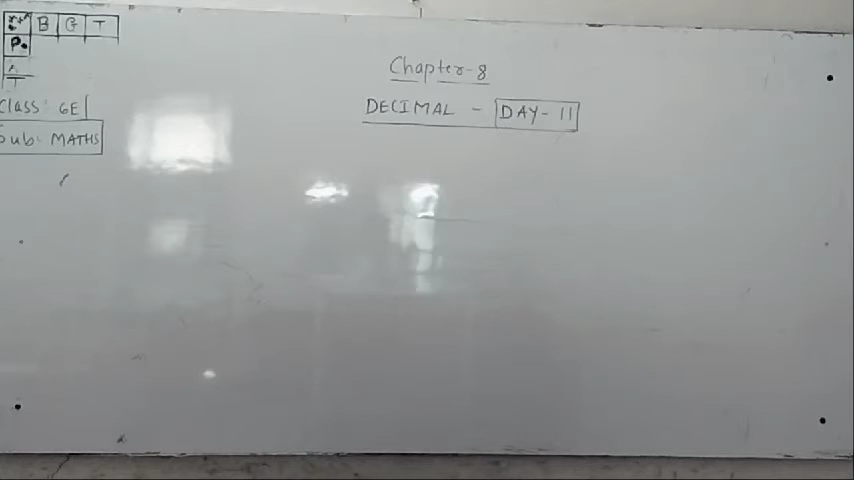 B G T
P.
A.
T
Chapter-8
Class: 6E
DECIMAL - DAY-11
Sub: MATHS